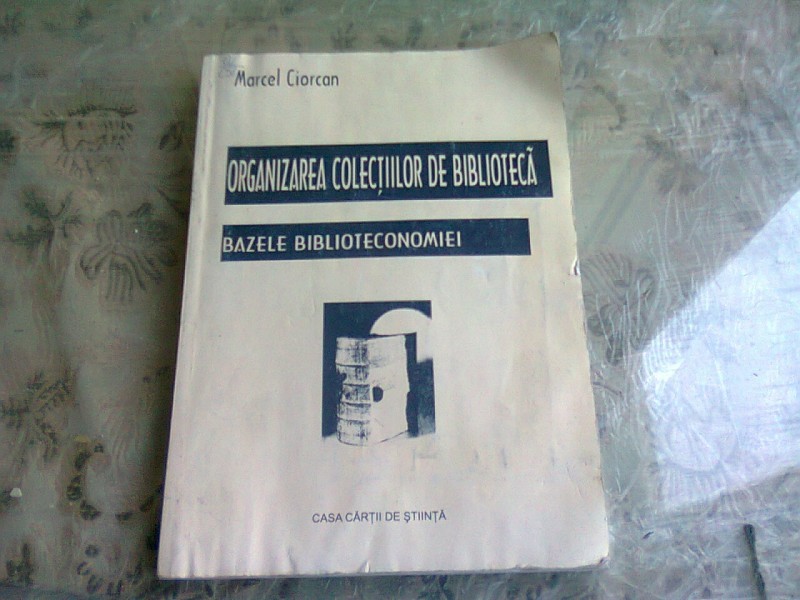 Marcel Ciorcan
ORGANIZAREA COLECȚIILOR DE BIBLIOTECĂ
BAZELE BIBLIOTECONOMIEI
CASA CĂRȚII DE ȘTIINȚĂ